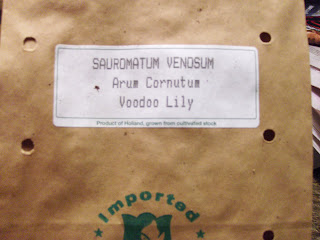 SAUROMATUM VENOSUM
Arum Cornutum
Voodoo Lily
Product of Holland, grown from cultivated stock
Imported